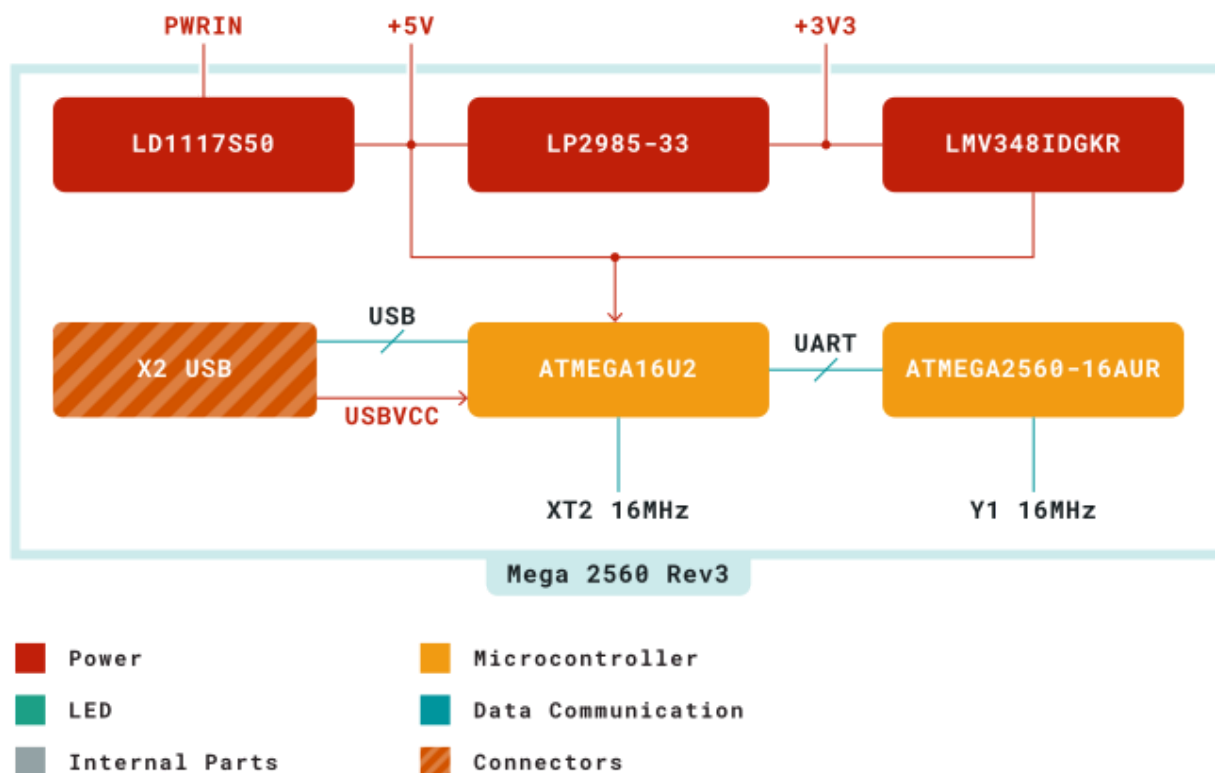 PWRIN
+5V
+3V3
LD1117S50
LP2985-33
LMV348IDGKR
USB
UART
X2 USB
ATMEGA16U2
ATMEGA2560-16AUR
USBVCC
XT2 16MHz
Y1 16MHz
Mega 2560 Rev3
Power
Microcontroller
LED
Data Communication
Internal Parts
Connectors